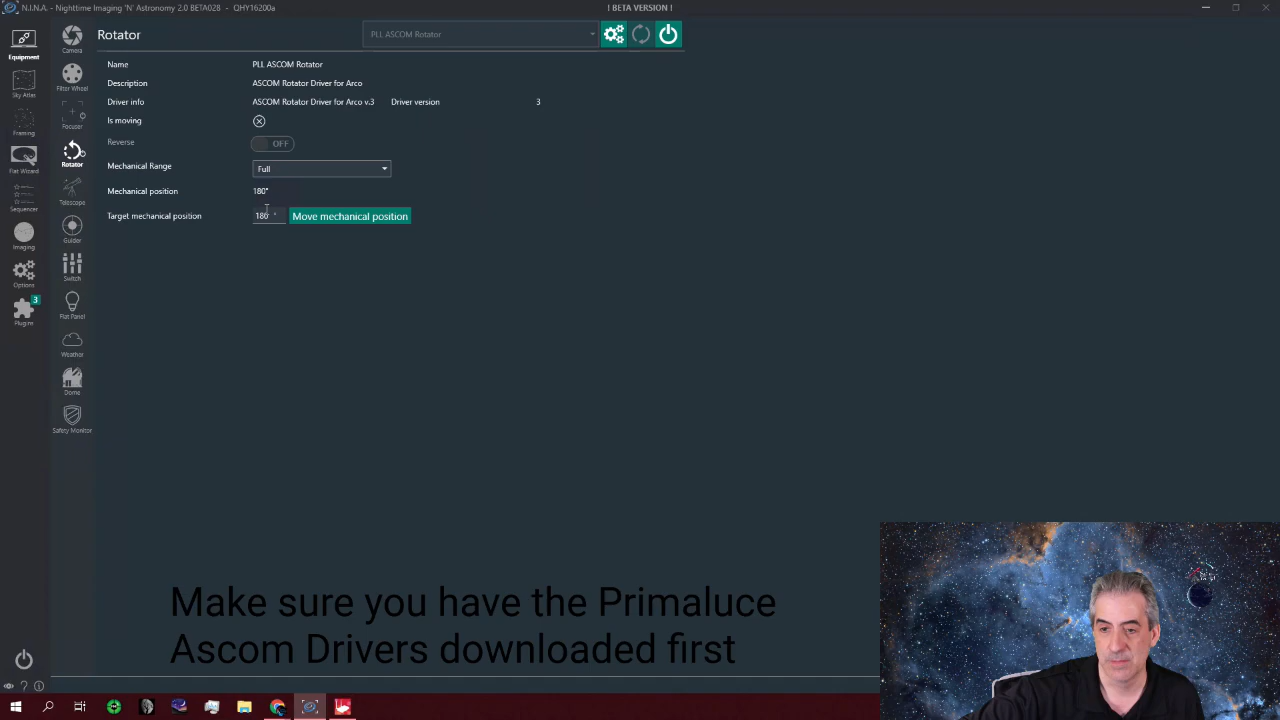 N.I.N.A. - Nighttime Imaging 'N' Astronomy 2.0 BETA028 - QHY16200a
! BETA VERSION !
Equipment
Sky Atlas
Framing
Flat Wizard
Sequencer
Imaging
Options
3
Plugins
Camera
Filter Wheel
Focuser
Rotator
Telescope
Guider
Switch
Flat Panel
Weather
Dome
Safety Monitor
Rotator
PLL ASCOM Rotator
Name PLL ASCOM Rotator
Description ASCOM Rotator Driver for Arco
Driver info ASCOM Rotator Driver for Arco v.3 Driver version 3
Is moving
Reverse OFF
Mechanical Range Full
Mechanical position 180°
Target mechanical position 180 ° Move mechanical position
Make sure you have the Primaluce
Ascom Drivers downloaded first